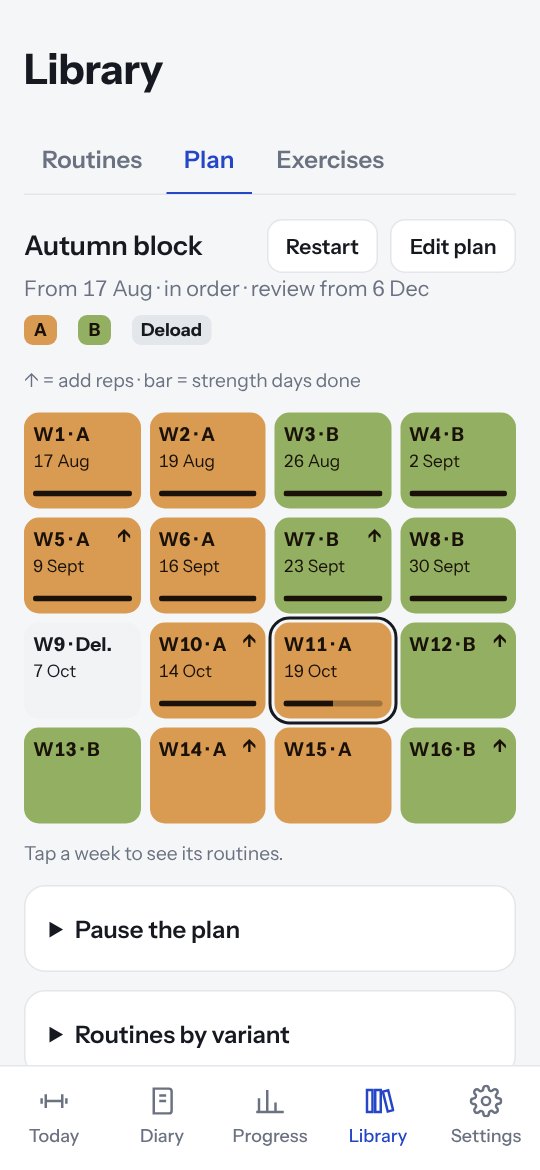 Library
Routines Plan Exercises
Autumn block Restart Edit plan
From 17 Aug · in order · review from 6 Dec
A B Deload
↑ = add reps · bar = strength days done
W1 · A W2 · A W3 · B W4 · B
17 Aug 19 Aug 26 Aug 2 Sept
W5 · A ↑ W6 · A W7 · B ↑ W8 · B
9 Sept 16 Sept 23 Sept 30 Sept
W9 · Del. W10 · A ↑ W11 · A W12 · B ↑
7 Oct 14 Oct 19 Oct
W13 · B W14 · A ↑ W15 · A W16 · B ↑
Tap a week to see its routines.
▶ Pause the plan
▶ Routines by variant
Today Diary Progress Library Settings